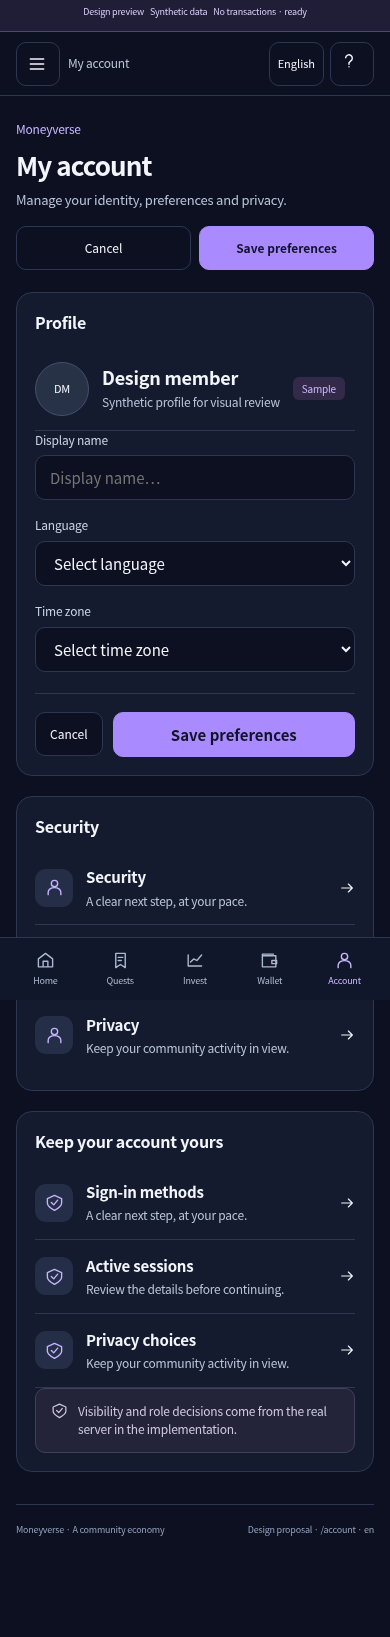 Design preview Synthetic data No transactions · ready
My account
English
?
Moneyverse
My account
Manage your identity, preferences and privacy.
Cancel
Save preferences
Profile
DM
Design member
Synthetic profile for visual review
Sample
Display name
Display name…
Language
Select language
Time zone
Select time zone
Cancel
Save preferences
Security
Security
A clear next step, at your pace.
Home
Quests
Invest
Wallet
Account
Privacy
Keep your community activity in view.
Keep your account yours
Sign-in methods
A clear next step, at your pace.
Active sessions
Review the details before continuing.
Privacy choices
Keep your community activity in view.
Visibility and role decisions come from the real
server in the implementation.
Moneyverse · A community economy
Design proposal · /account · en